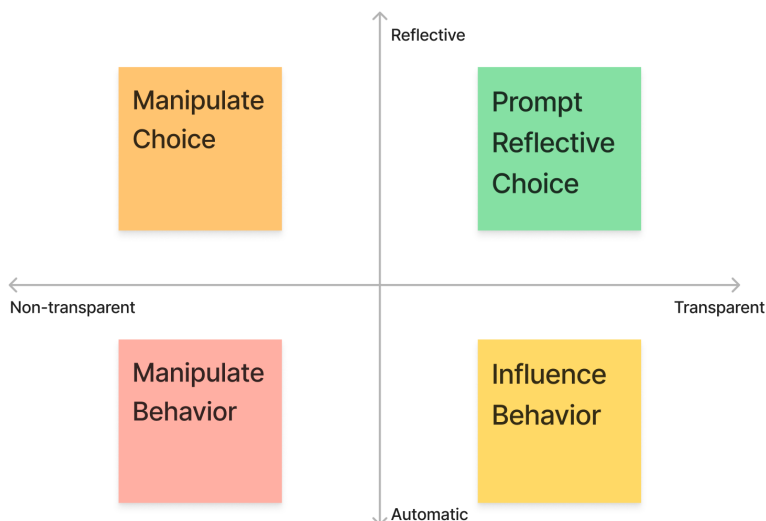 Reflective
Manipulate
Choice
Prompt
Reflective
Choice
Non-transparent
Transparent
Manipulate
Behavior
Influence
Behavior
Automatic